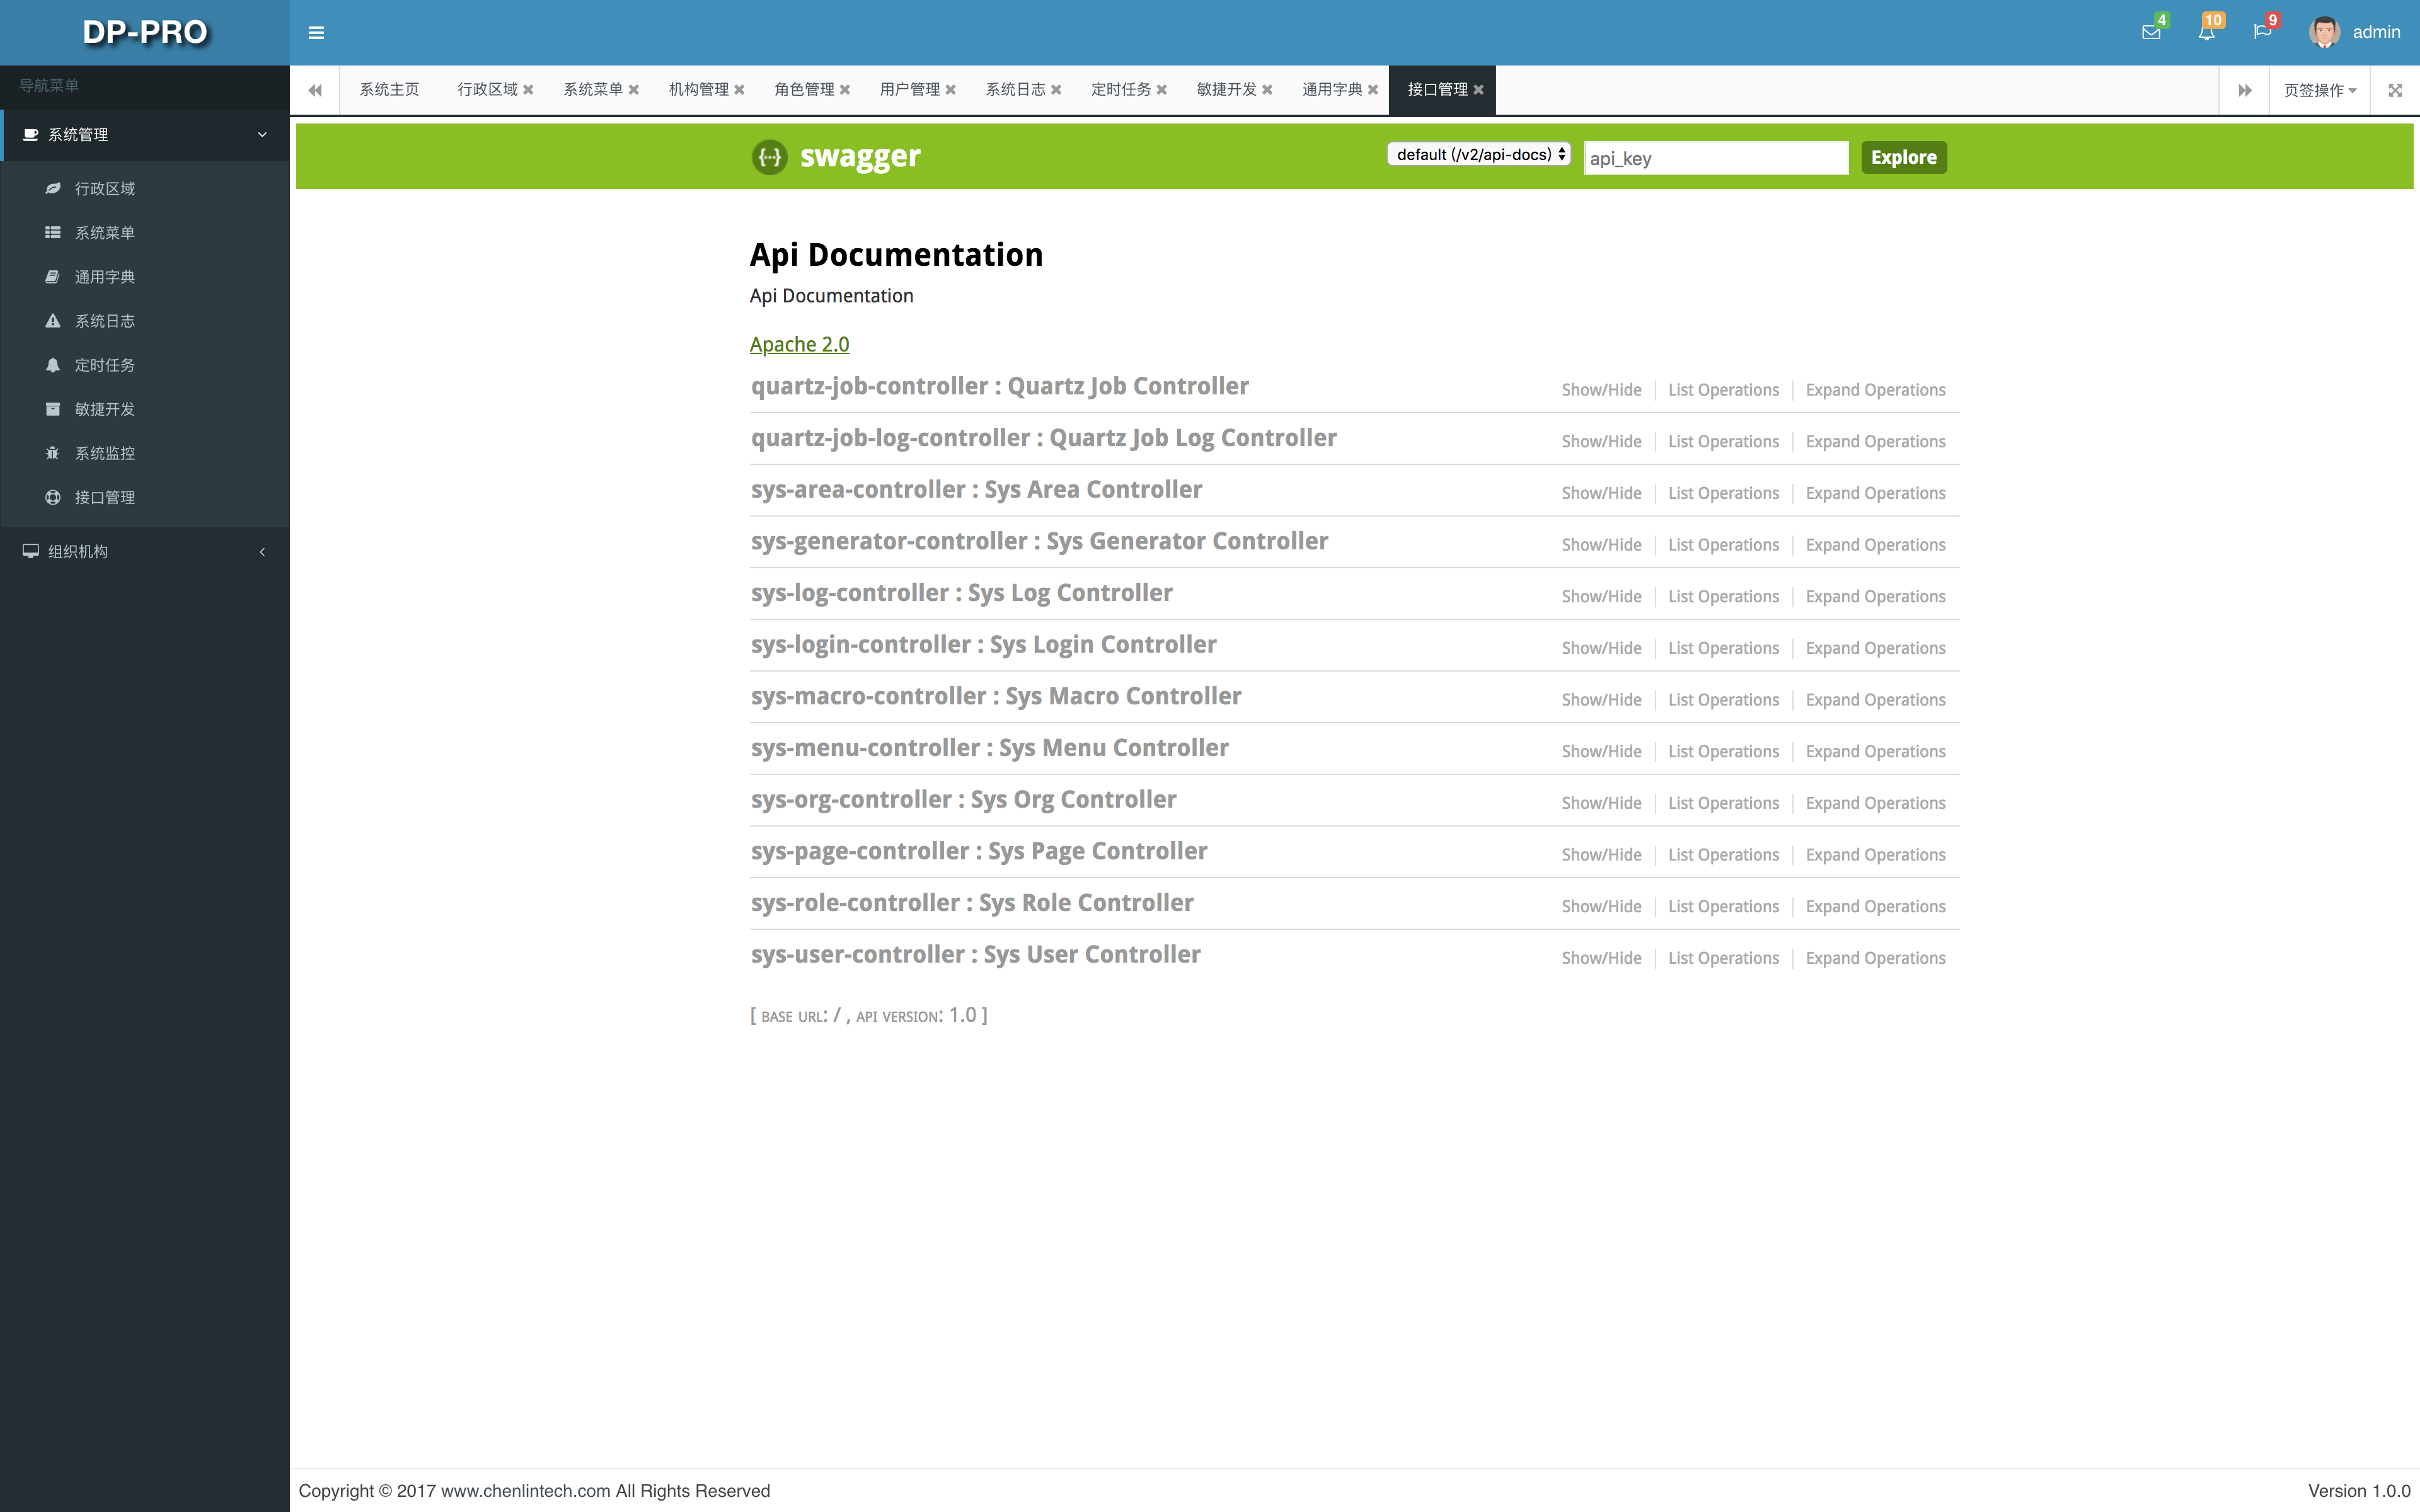 DP-PRO
4
10
9
admin
导航菜单
系统主页 行政区域 系统菜单 机构管理 角色管理 用户管理 系统日志 定时任务 敏捷开发 通用字典 接口管理
页签操作
系统管理
行政区域
系统菜单
通用字典
系统日志
定时任务
敏捷开发
系统监控
接口管理
组织机构
{···} swagger
default (/v2/api-docs)
api_key
Explore
Api Documentation
Api Documentation
Apache 2.0
quartz-job-controller : Quartz Job Controller Show/Hide List Operations Expand Operations
quartz-job-log-controller : Quartz Job Log Controller Show/Hide List Operations Expand Operations
sys-area-controller : Sys Area Controller Show/Hide List Operations Expand Operations
sys-generator-controller : Sys Generator Controller Show/Hide List Operations Expand Operations
sys-log-controller : Sys Log Controller Show/Hide List Operations Expand Operations
sys-login-controller : Sys Login Controller Show/Hide List Operations Expand Operations
sys-macro-controller : Sys Macro Controller Show/Hide List Operations Expand Operations
sys-menu-controller : Sys Menu Controller Show/Hide List Operations Expand Operations
sys-org-controller : Sys Org Controller Show/Hide List Operations Expand Operations
sys-page-controller : Sys Page Controller Show/Hide List Operations Expand Operations
sys-role-controller : Sys Role Controller Show/Hide List Operations Expand Operations
sys-user-controller : Sys User Controller Show/Hide List Operations Expand Operations
[ BASE URL: / , API VERSION: 1.0 ]
Copyright © 2017 www.chenlintech.com All Rights Reserved
Version 1.0.0